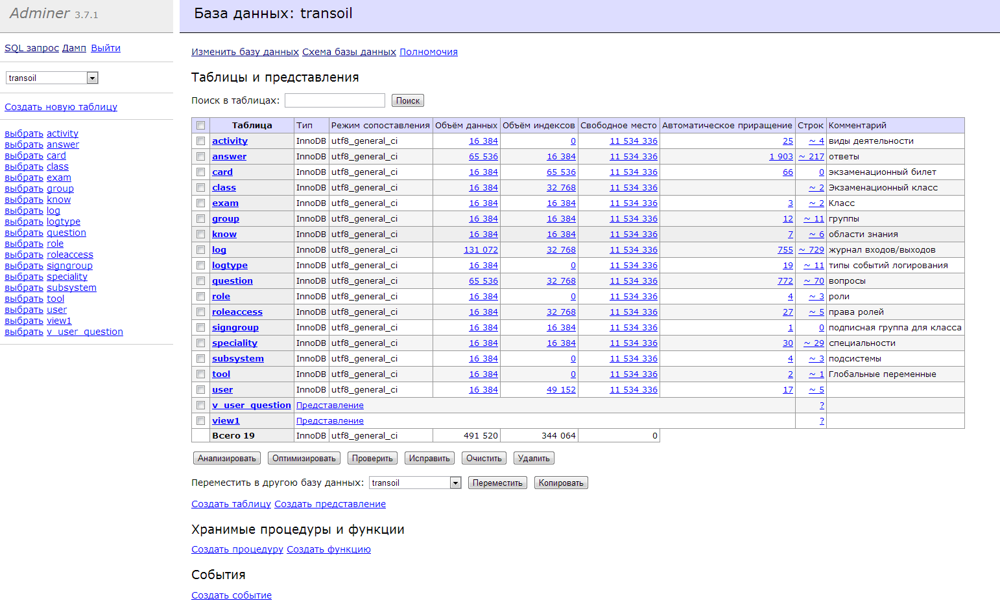 Adminer 3.7.1
SQL запрос Дамп Выйти
transoil
Создать новую таблицу
выбрать activity
выбрать answer
выбрать card
выбрать class
выбрать exam
выбрать group
выбрать know
выбрать log
выбрать logtype
выбрать question
выбрать role
выбрать roleaccess
выбрать signgroup
выбрать speciality
выбрать subsystem
выбрать tool
выбрать user
выбрать view1
выбрать v_user_question
База данных: transoil
Изменить базу данных Схема базы данных Полномочия
Таблицы и представления
Поиск в таблицах: Поиск
Таблица Тип Режим сопоставления Объём данных Объём индексов Свободное место Автоматическое приращение Строк Комментарий
activity InnoDB utf8_general_ci 16 384 0 11 534 336 25 ~ 4 виды деятельности
answer InnoDB utf8_general_ci 65 536 16 384 11 534 336 1 903 ~ 217 ответы
card InnoDB utf8_general_ci 16 384 65 536 11 534 336 66 0 экзаменационный билет
class InnoDB utf8_general_ci 16 384 32 768 11 534 336 ~ 2 Экзаменационный класс
exam InnoDB utf8_general_ci 16 384 16 384 11 534 336 3 ~ 2 Класс
group InnoDB utf8_general_ci 16 384 16 384 11 534 336 12 ~ 11 группы
know InnoDB utf8_general_ci 16 384 16 384 11 534 336 7 ~ 6 области знания
log InnoDB utf8_general_ci 131 072 32 768 11 534 336 755 ~ 729 журнал входов/выходов
logtype InnoDB utf8_general_ci 16 384 0 11 534 336 19 ~ 11 типы событий логирования
question InnoDB utf8_general_ci 65 536 32 768 11 534 336 772 ~ 70 вопросы
role InnoDB utf8_general_ci 16 384 0 11 534 336 4 ~ 3 роли
roleaccess InnoDB utf8_general_ci 16 384 32 768 11 534 336 27 ~ 5 права ролей
signgroup InnoDB utf8_general_ci 16 384 16 384 11 534 336 1 0 подписная группа для класса
speciality InnoDB utf8_general_ci 16 384 16 384 11 534 336 30 ~ 29 специальности
subsystem InnoDB utf8_general_ci 16 384 0 11 534 336 4 ~ 3 подсистемы
tool InnoDB utf8_general_ci 16 384 0 11 534 336 2 ~ 1 Глобальные переменные
user InnoDB utf8_general_ci 16 384 49 152 11 534 336 17 ~ 5
v_user_question Представление ?
view1 Представление ?
Всего 19 InnoDB utf8_general_ci 491 520 344 064 0
Анализировать Оптимизировать Проверить Исправить Очистить Удалить
Переместить в другою базу данных: transoil Переместить Копировать
Создать таблицу Создать представление
Хранимые процедуры и функции
Создать процедуру Создать функцию
События
Создать событие